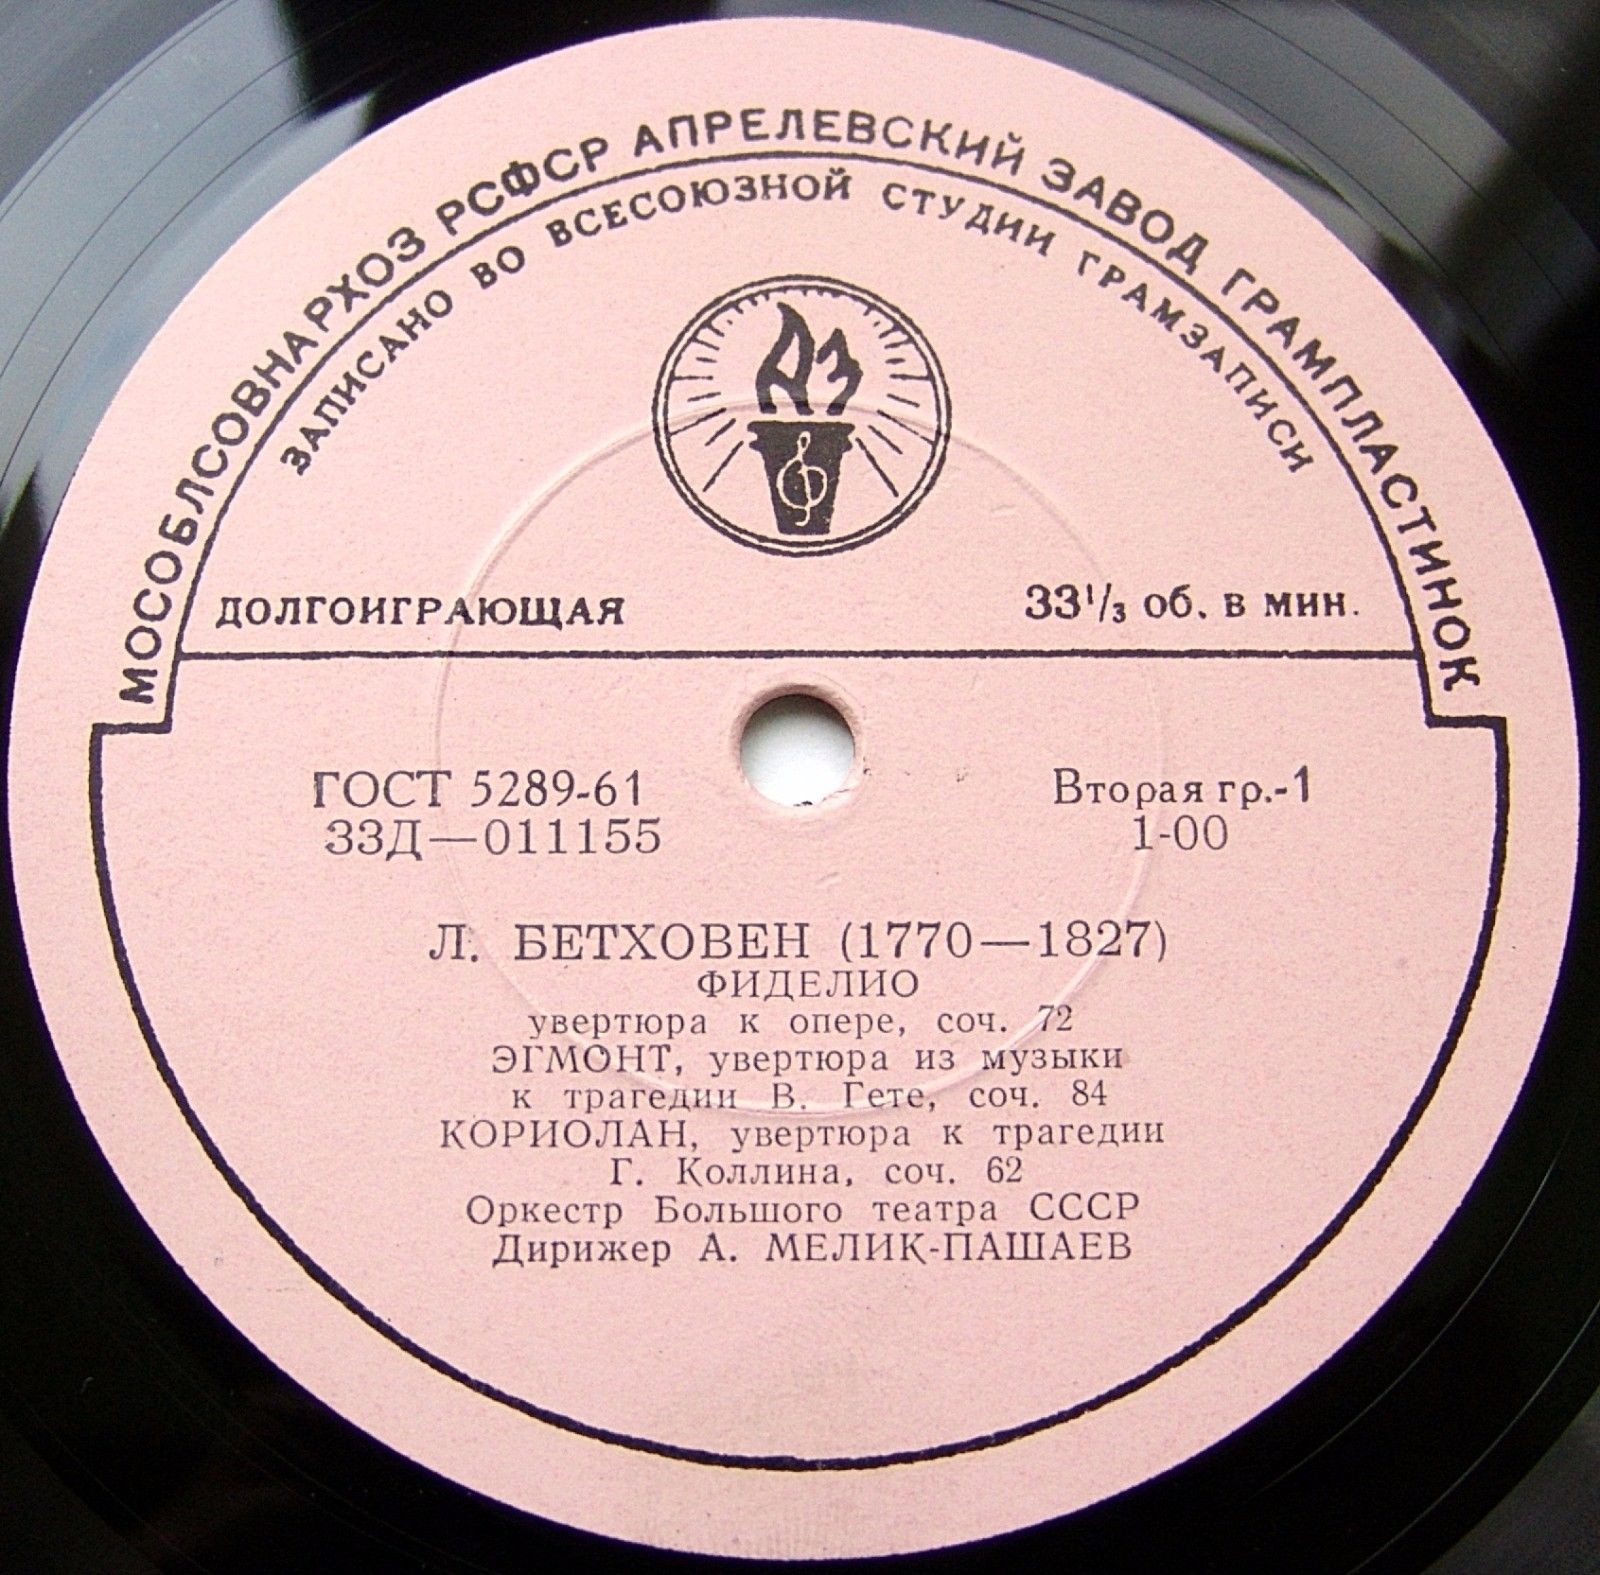 МОСОБЛСОВНАРХОЗ РСФСР АПРЕЛЕВСКИЙ ЗАВОД ГРАМПЛАСТИНОК
ЗАПИСАНО ВО ВСЕСОЮЗНОЙ СТУДИИ ГРАМЗАПИСИ
АЗ
ДОЛГОИГРАЮЩАЯ 33 1/3 об. в мин.
ГОСТ 5289-61 Вторая гр.-1
33Д—011155 1-00
Л. БЕТХОВЕН (1770—1827)
ФИДЕЛИО
увертюра к опере, соч. 72
ЭГМОНТ, увертюра из музыки
к трагедии В. Гете, соч. 84
КОРИОЛАН, увертюра к трагедии
Г. Коллина, соч. 62
Оркестр Большого театра СССР
Дирижер А. МЕЛИК-ПАШАЕВ